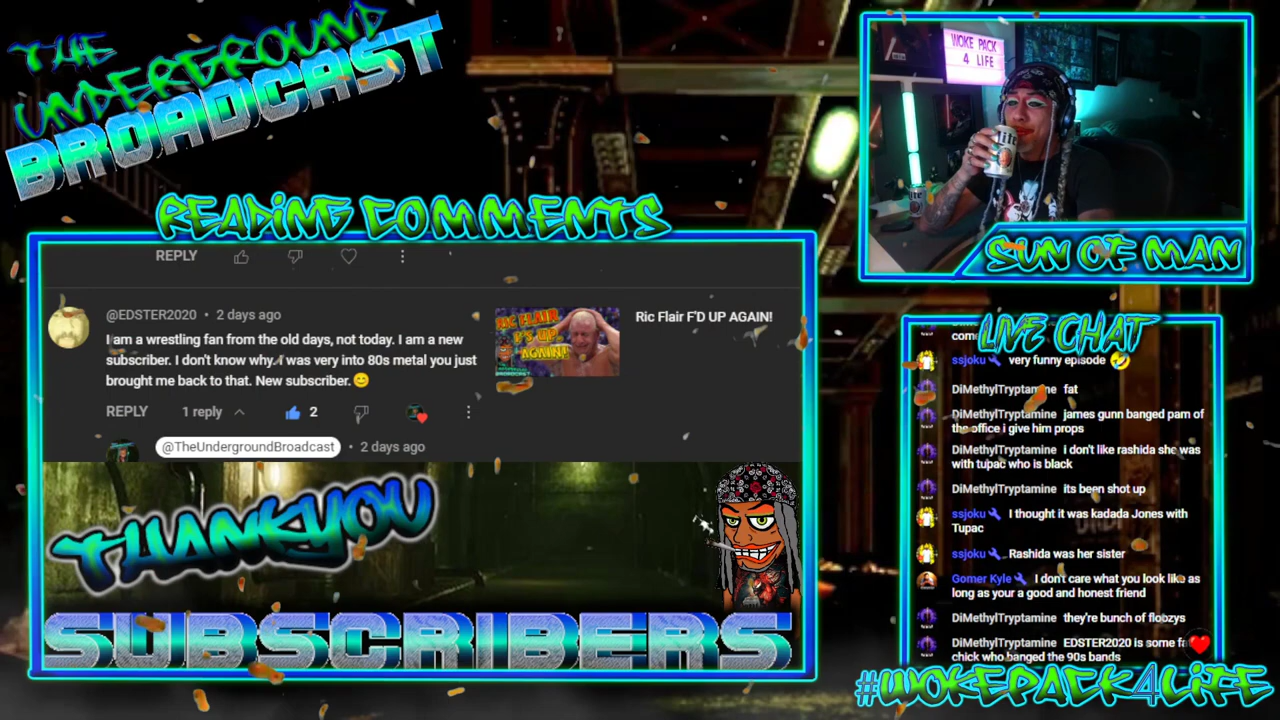 THE
UNDERGROUND
BROADCAST
WOKE PACK
4 LIFE
lite
SUN OF MAN
READING COMMENTS
REPLY
@EDSTER2020 • 2 days ago
I am a wrestling fan from the old days, not today. I am a new
subscriber. I don't know why. I was very into 80s metal you just
brought me back to that. New subscriber. 😊
REPLY 1 reply 2
@TheUndergroundBroadcast • 2 days ago
RIC FLAIR
F'S UP
AGAIN!
Ric Flair F'D UP AGAIN!
THANKYOU
SUBSCRIBERS
LIVE CHAT
ssjoku very funny episode 🤣
DiMethylTryptamine fat
DiMethylTryptamine james gunn banged pam of
the office i give him props
DiMethylTryptamine I don't like rashida she was
with tupac who is black
DiMethylTryptamine its been shot up
ssjoku I thought it was kadada Jones with
Tupac
ssjoku Rashida was her sister
Gomer Kyle I don't care what you look like as
long as your a good and honest friend
DiMethylTryptamine they're bunch of floozys
DiMethylTryptamine EDSTER2020 is some
chick who banged the 90s bands
#WOKEPACK4LIFE